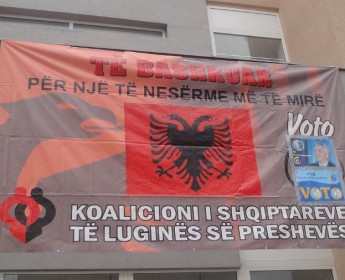 TË BASHKUAR
PËR NJË TË NESËRME MË TË MIRË
Voto
VOTO
KOALICIONI I SHQIPTARËVE
TË LUGINËS SË PRESHEVËS